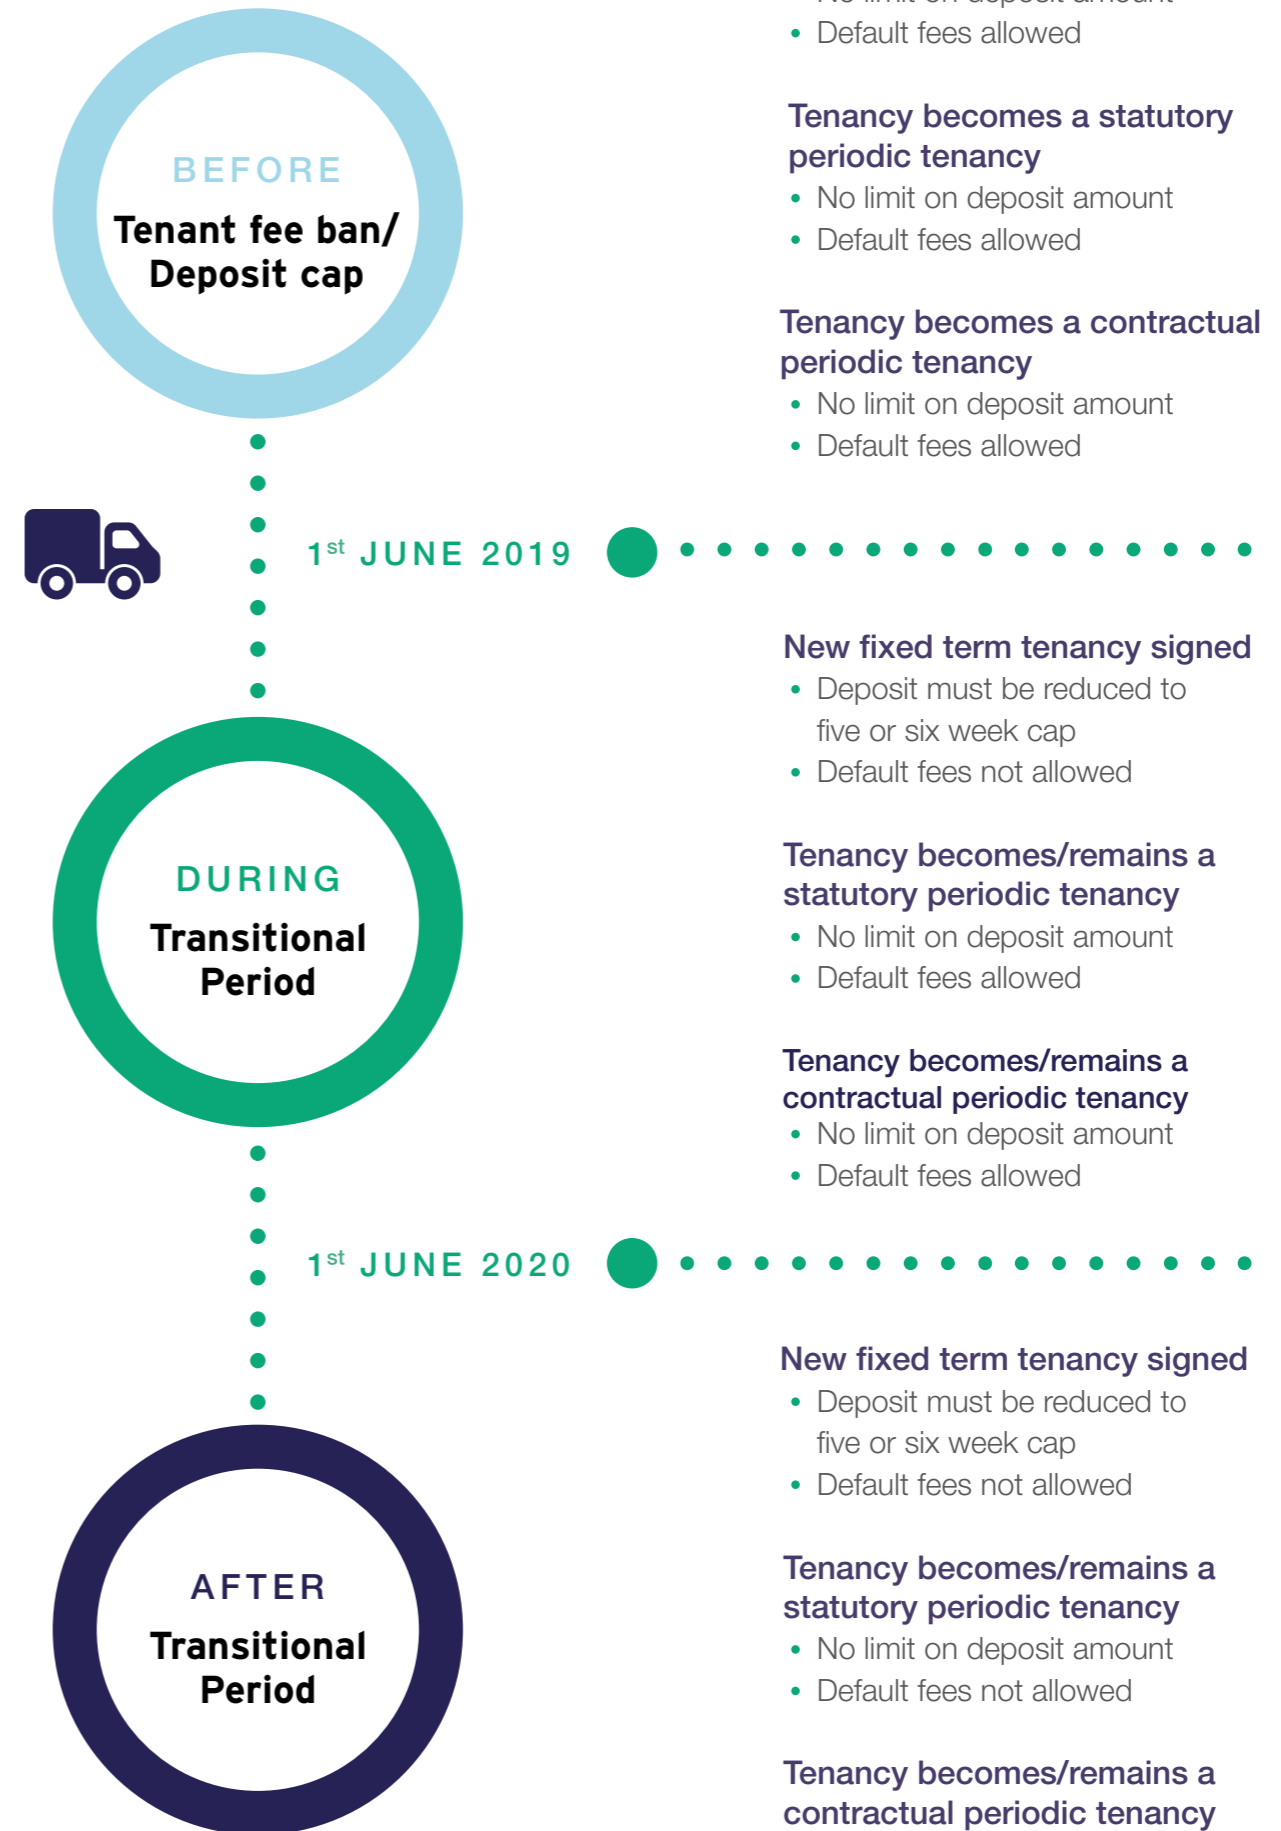 No limit on deposit amount
• Default fees allowed
BEFORE
Tenant fee ban/
Deposit cap
Tenancy becomes a statutory
periodic tenancy
• No limit on deposit amount
• Default fees allowed
Tenancy becomes a contractual
periodic tenancy
• No limit on deposit amount
• Default fees allowed
1st JUNE 2019
DURING
Transitional
Period
New fixed term tenancy signed
• Deposit must be reduced to
five or six week cap
• Default fees not allowed
Tenancy becomes/remains a
statutory periodic tenancy
• No limit on deposit amount
• Default fees allowed
Tenancy becomes/remains a
contractual periodic tenancy
• No limit on deposit amount
• Default fees allowed
1st JUNE 2020
AFTER
Transitional
Period
New fixed term tenancy signed
• Deposit must be reduced to
five or six week cap
• Default fees not allowed
Tenancy becomes/remains a
statutory periodic tenancy
• No limit on deposit amount
• Default fees not allowed
Tenancy becomes/remains a
contractual periodic tenancy